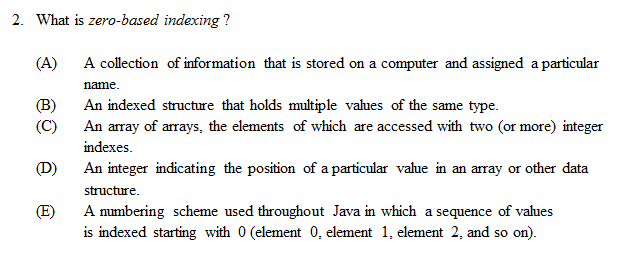 2. What is zero-based indexing ?
(A) A collection of information that is stored on a computer and assigned a particular
name.
(B) An indexed structure that holds multiple values of the same type.
(C) An array of arrays, the elements of which are accessed with two (or more) integer
indexes.
(D) An integer indicating the position of a particular value in an array or other data
structure.
(E) A numbering scheme used throughout Java in which a sequence of values
is indexed starting with 0 (element 0, element 1, element 2, and so on).